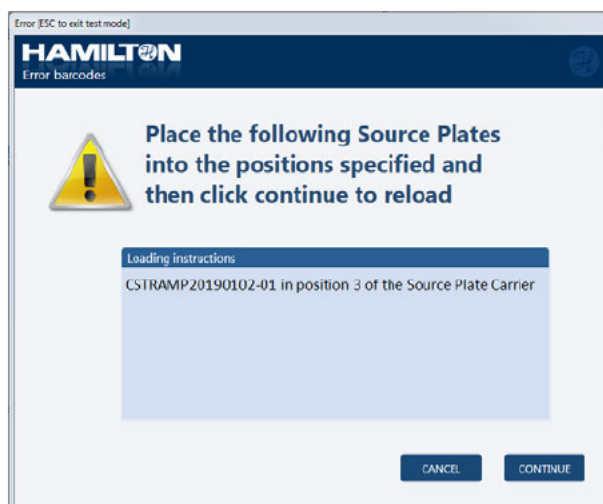 Error [ESC to exit test mode]
HAMILTON
Error barcodes
Place the following Source Plates
into the positions specified and
then click continue to reload
Loading instructions
CSTRAMP20190102-01 in position 3 of the Source Plate Carrier
CANCEL
CONTINUE